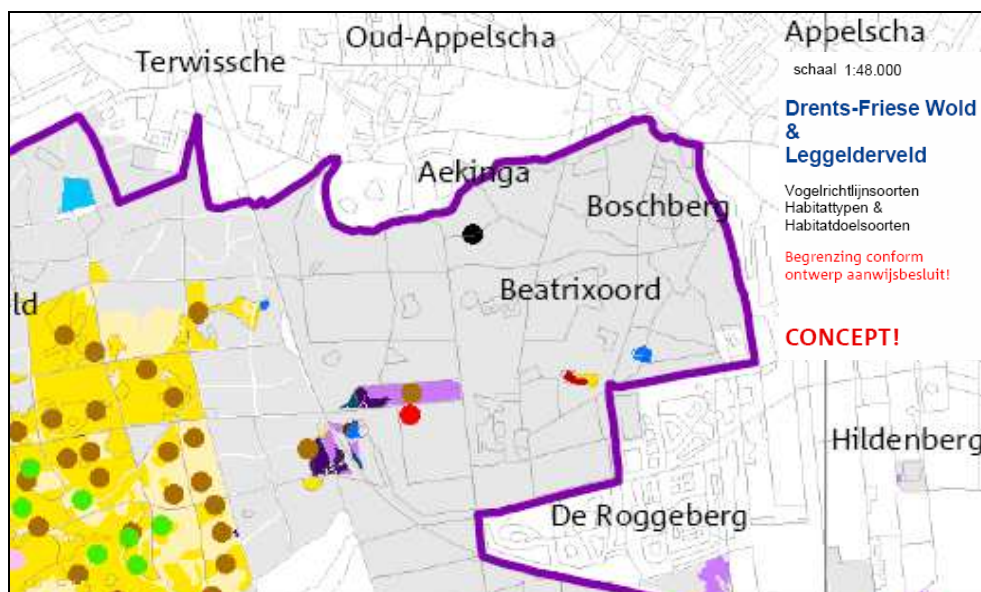 Oud-Appelscha
Appelscha
Terwissche
schaal 1:48.000
Drents-Friese Wold
&
Leggelderveld
Aekinga
Vogelrichtlijnsoorten
Habitattypen &
Habitatdoelsoorten
Boschberg
Begrenzing conform
ontwerp aanwijsbesluit!
Beatrixoord
ld
CONCEPT!
Hildenberg
De Roggeberg